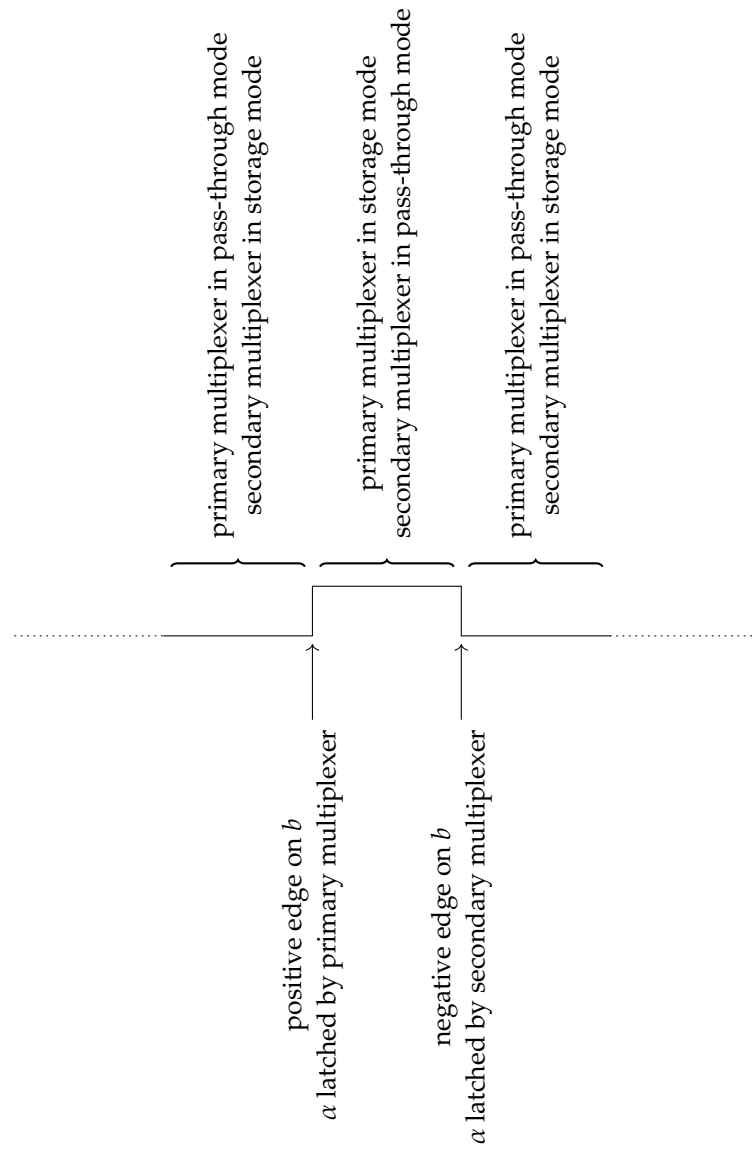 primary multiplexer in pass-through mode
secondary multiplexer in storage mode
primary multiplexer in storage mode
secondary multiplexer in pass-through mode
primary multiplexer in pass-through mode
secondary multiplexer in storage mode
positive edge on b
α latched by primary multiplexer
negative edge on b
α latched by secondary multiplexer